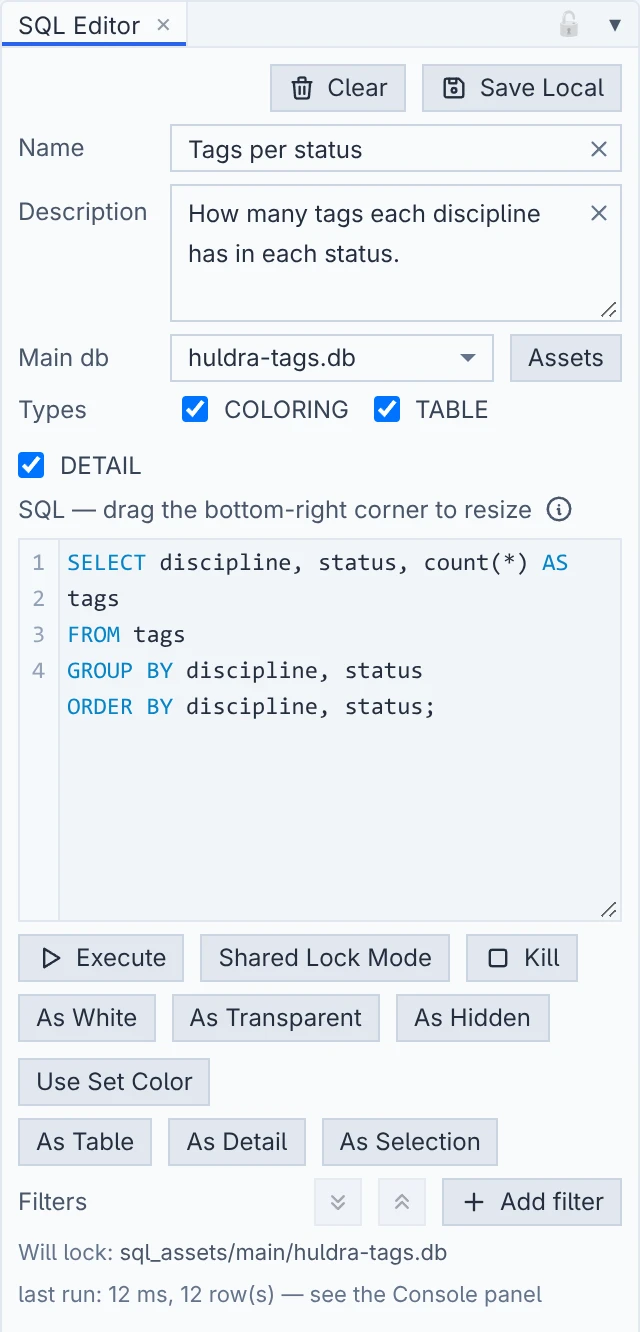 SQL Editor
Clear Save Local
Name Tags per status
Description How many tags each discipline
has in each status.
Main db huldra-tags.db Assets
Types COLORING TABLE
DETAIL
SQL — drag the bottom-right corner to resize
1 SELECT discipline, status, count(*) AS
2 tags
3 FROM tags
4 GROUP BY discipline, status
ORDER BY discipline, status;
Execute Shared Lock Mode Kill
As White As Transparent As Hidden
Use Set Color
As Table As Detail As Selection
Filters Add filter
Will lock: sql_assets/main/huldra-tags.db
last run: 12 ms, 12 row(s) — see the Console panel